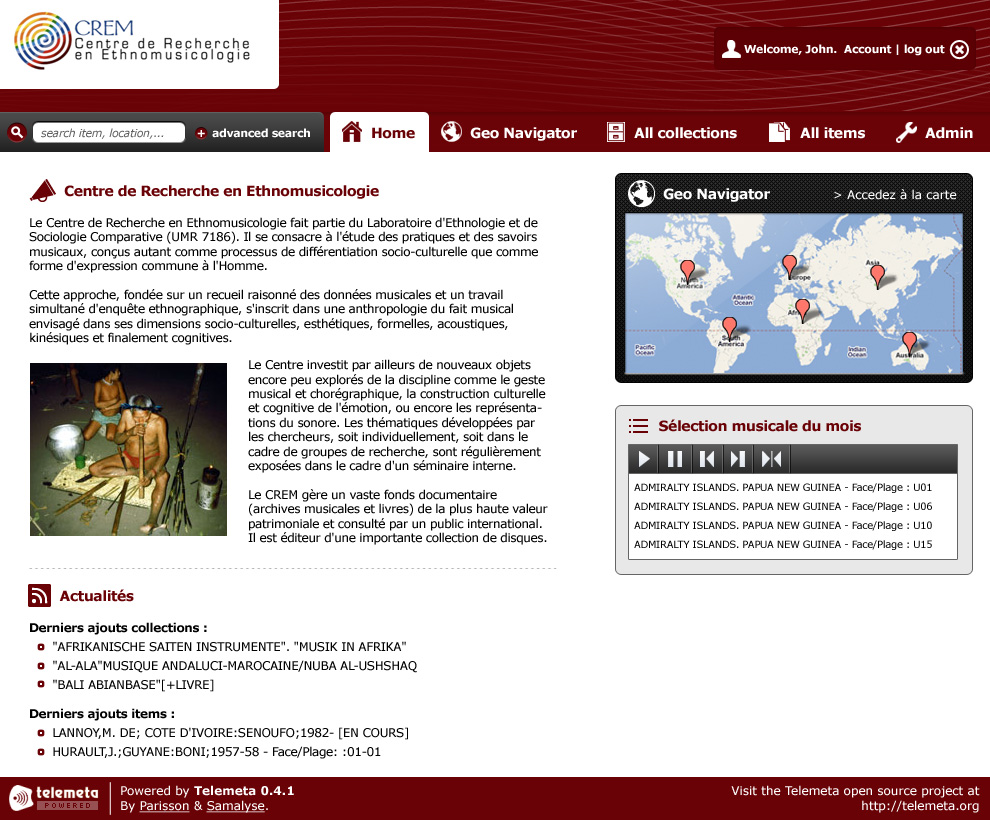 CREM
Centre de Recherche
en Ethnomusicologie
Welcome, John. Account | log out
search item, location,...
advanced search
Home
Geo Navigator
All collections
All items
Admin
Centre de Recherche en Ethnomusicologie
Le Centre de Recherche en Ethnomusicologie fait partie du Laboratoire d'Ethnologie et de
Sociologie Comparative (UMR 7186). Il se consacre à l'étude des pratiques et des savoirs
musicaux, conçus autant comme processus de différentiation socio-culturelle que comme
forme d'expression commune à l'Homme.
Cette approche, fondée sur un recueil raisonné des données musicales et un travail
simultané d'enquête ethnographique, s'inscrit dans une anthropologie du fait musical
envisagé dans ses dimensions socio-culturelles, esthétiques, formelles, acoustiques,
kinésiques et finalement cognitives.
Le Centre investit par ailleurs de nouveaux objets
encore peu explorés de la discipline comme le geste
musical et chorégraphique, la construction culturelle
et cognitive de l'émotion, ou encore les représenta-
tions du sonore. Les thématiques développées par
les chercheurs, soit individuellement, soit dans le
cadre de groupes de recherche, sont régulièrement
exposées dans le cadre d'un séminaire interne.
Le CREM gère un vaste fonds documentaire
(archives musicales et livres) de la plus haute valeur
patrimoniale et consulté par un public international.
Il est éditeur d'une importante collection de disques.
Actualités
Derniers ajouts collections :
"AFRIKANISCHE SAITEN INSTRUMENTE". "MUSIK IN AFRIKA"
"AL-ALA"MUSIQUE ANDALUCI-MAROCAINE/NUBA AL-USHSHAQ
"BALI ABIANBASE"[+LIVRE]
Derniers ajouts items :
LANNOY,M. DE; COTE D'IVOIRE:SENOUFO;1982- [EN COURS]
HURAULT,J.;GUYANE:BONI;1957-58 - Face/Plage: :01-01
Geo Navigator
> Accedez à la carte
Asia
North
America
Europe
Atlantic
Ocean
Africa
South
America
Pacific
Ocean
Indian
Ocean
Australia
Sélection musicale du mois
ADMIRALTY ISLANDS. PAPUA NEW GUINEA - Face/Plage : U01
ADMIRALTY ISLANDS. PAPUA NEW GUINEA - Face/Plage : U06
ADMIRALTY ISLANDS. PAPUA NEW GUINEA - Face/Plage : U10
ADMIRALTY ISLANDS. PAPUA NEW GUINEA - Face/Plage : U15
telemeta
POWERED
Powered by Telemeta 0.4.1
By Parisson & Samalyse.
Visit the Telemeta open source project at
http://telemeta.org